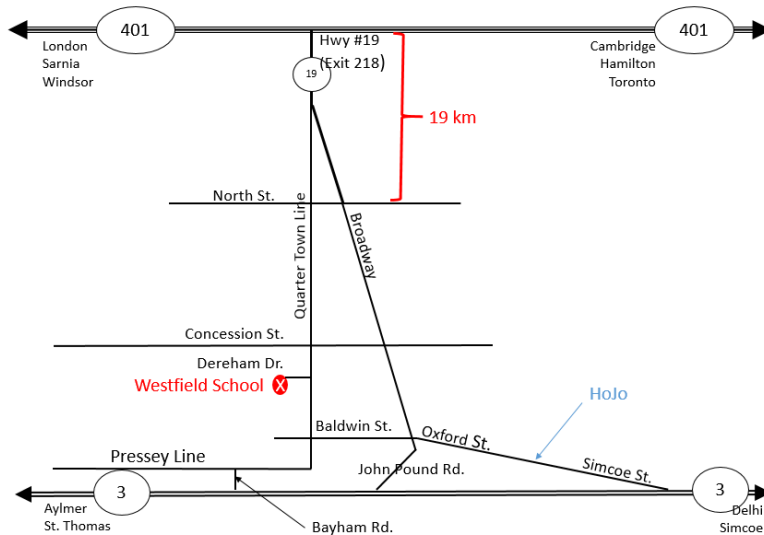 401
401
London
Sarnia
Windsor
Hwy #19
(Exit 218)
19
Cambridge
Hamilton
Toronto
19 km
North St.
Quarter Town Line
Broadway
Concession St.
Dereham Dr.
Westfield School
X
HoJo
Baldwin St.
Oxford St.
Simcoe St.
Pressey Line
John Pound Rd.
3
3
Aylmer
St. Thomas
Bayham Rd.
Delhi
Simcoe